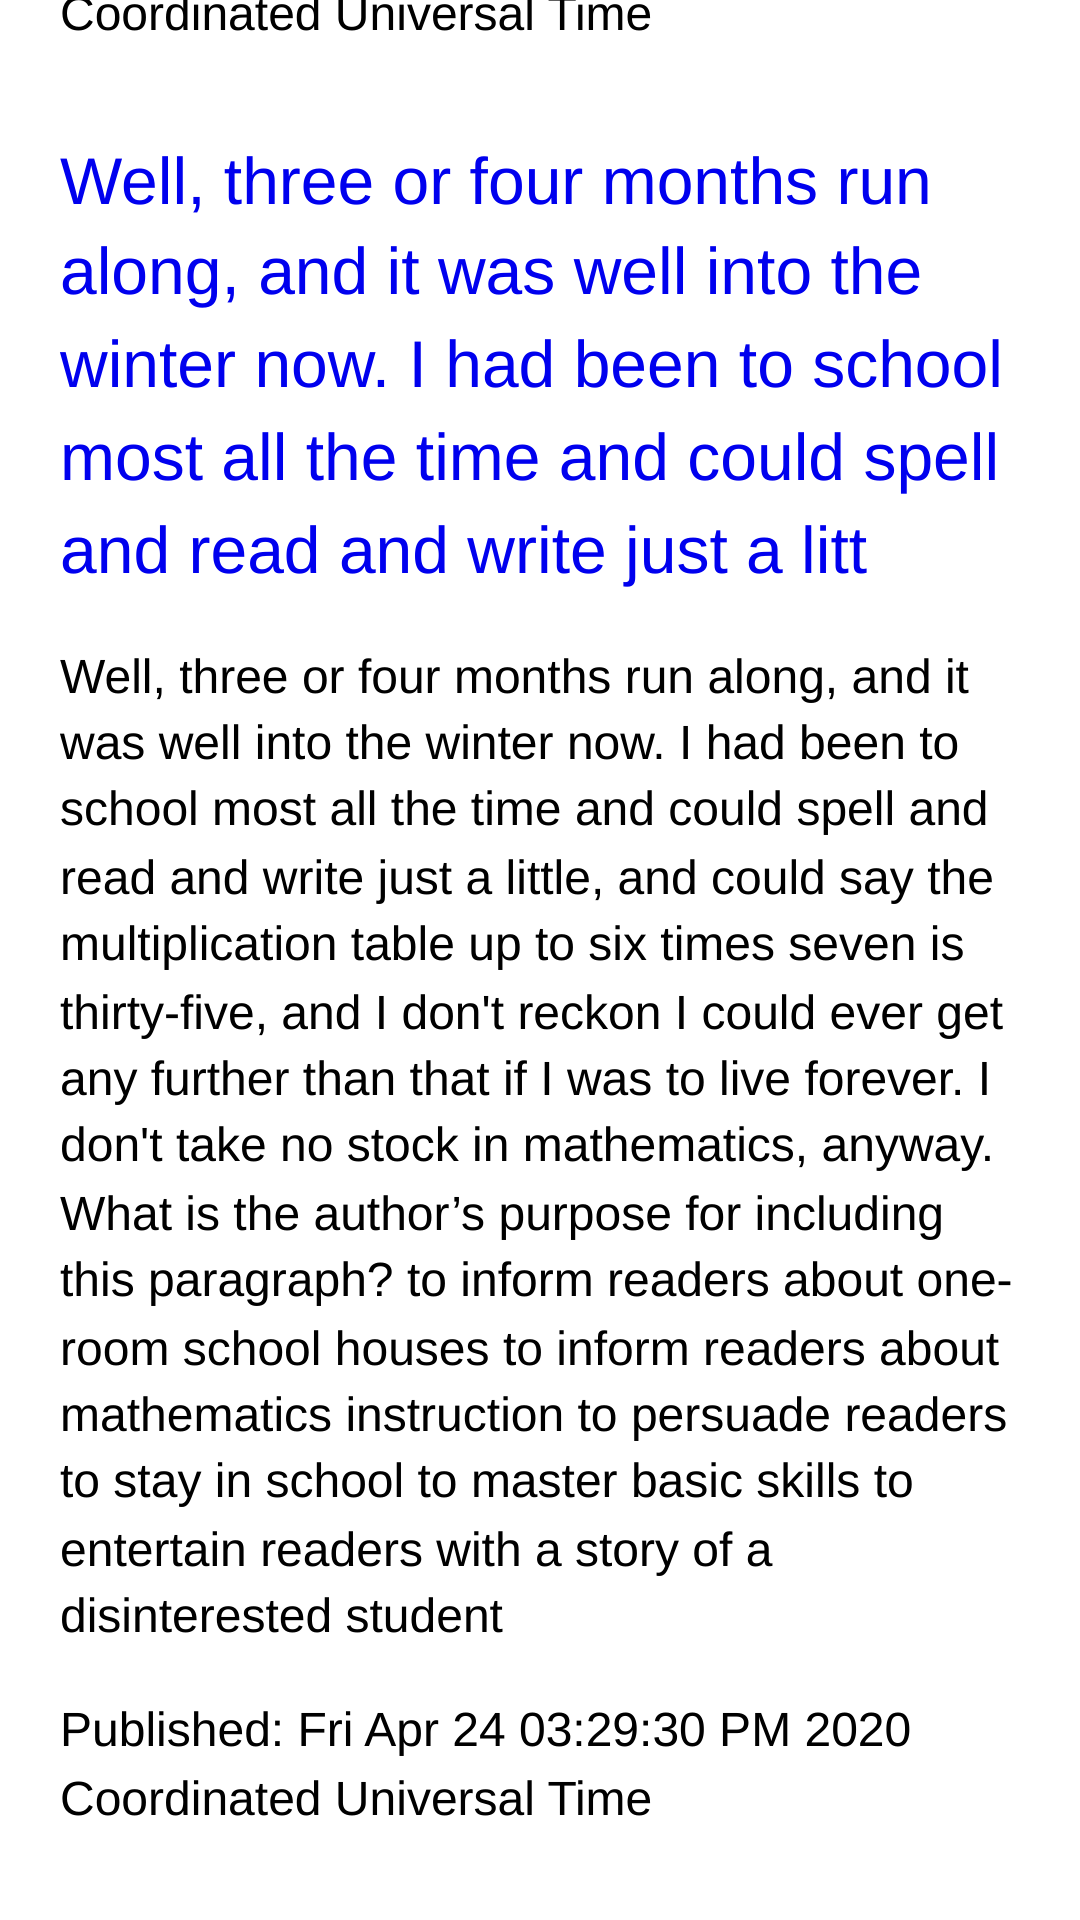 Coordinated Universal Time
Well, three or four months run
along, and it was well into the
winter now. I had been to school
most all the time and could spell
and read and write just a litt
Well, three or four months run along, and it
was well into the winter now. I had been to
school most all the time and could spell and
read and write just a little, and could say the
multiplication table up to six times seven is
thirty-five, and I don't reckon I could ever get
any further than that if I was to live forever. I
don't take no stock in mathematics, anyway.
What is the author’s purpose for including
this paragraph? to inform readers about one-
room school houses to inform readers about
mathematics instruction to persuade readers
to stay in school to master basic skills to
entertain readers with a story of a
disinterested student
Published: Fri Apr 24 03:29:30 PM 2020
Coordinated Universal Time